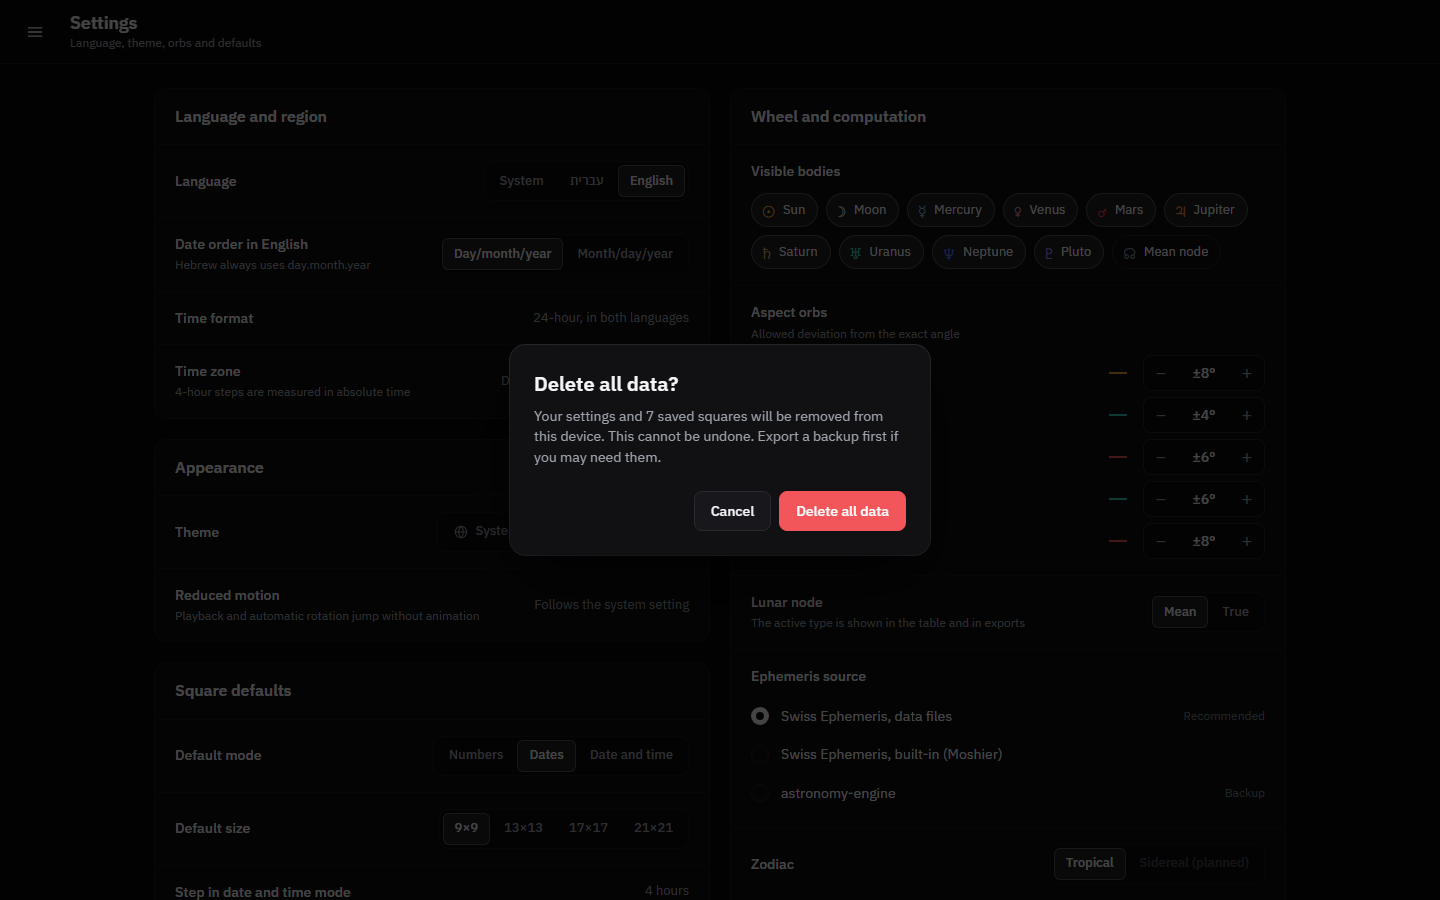 Settings
Language, theme, orbs and defaults
Language and region
Language
System עברית English
Date order in English
Hebrew always uses day.month.year
Day/month/year Month/day/year
Time format
24-hour, in both languages
Time zone
4-hour steps are measured in absolute time
Appearance
Theme
Reduced motion
Playback and automatic rotation jump without animation
Follows the system setting
Square defaults
Default mode
Numbers Dates Date and time
Default size
9×9 13×13 17×17 21×21
Step in date and time mode
4 hours
Wheel and computation
Visible bodies
Sun Moon Mercury Venus Mars Jupiter
Saturn Uranus Neptune Pluto Mean node
Aspect orbs
Allowed deviation from the exact angle
− ±8° +
− ±4° +
− ±6° +
− ±6° +
− ±8° +
Lunar node
The active type is shown in the table and in exports
Mean True
Ephemeris source
Swiss Ephemeris, data files Recommended
Swiss Ephemeris, built-in (Moshier)
astronomy-engine Backup
Zodiac
Tropical Sidereal (planned)
Delete all data?
Your settings and 7 saved squares will be removed from
this device. This cannot be undone. Export a backup first if
you may need them.
Cancel Delete all data